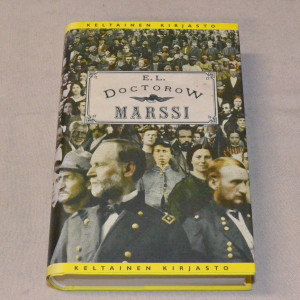 KELTAINEN KIRJASTO
E. L.
DOCTOROW
MARSSI
KELTAINEN KIRJASTO